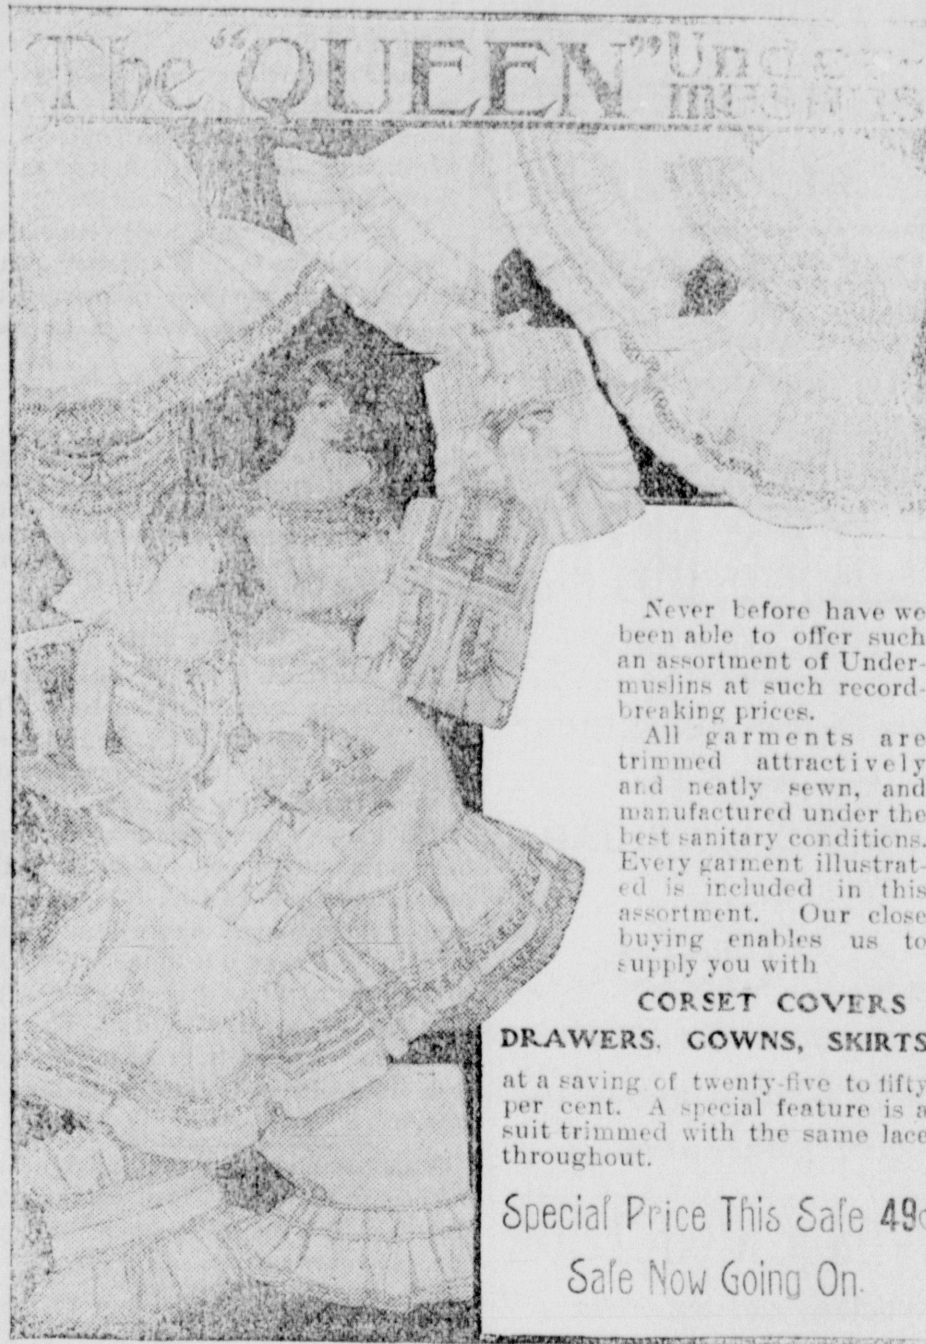 The "QUEEN" Under-
muslins
Never before have we
been able to offer such
an assortment of Under-
muslins at such record-
breaking prices.
All garments are
trimmed attractively
and neatly sewn, and
manufactured under the
best sanitary conditions.
Every garment illustrat-
ed is included in this
assortment. Our close
buying enables us to
supply you with
CORSET COVERS
DRAWERS. GOWNS, SKIRTS
at a saving of twenty-five to fifty
per cent. A special feature is a
suit trimmed with the same lace
throughout.
Special Price This Sale 49c
Sale Now Going On.